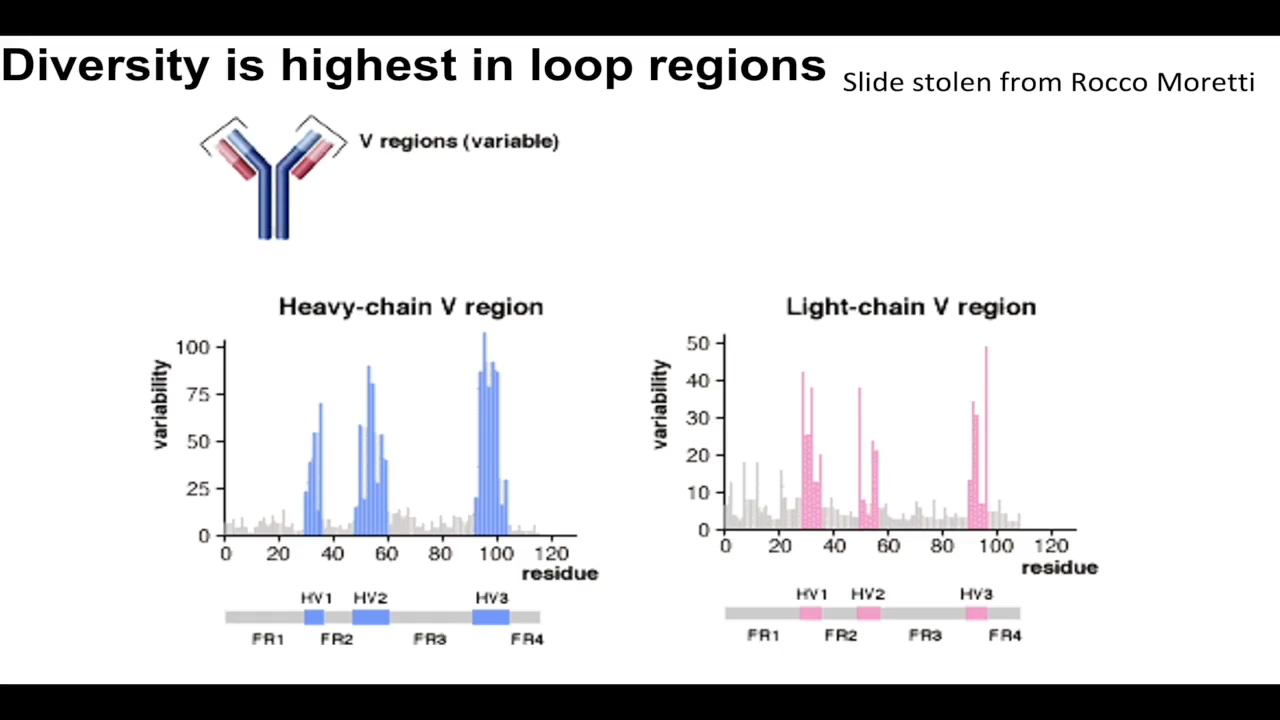 Diversity is highest in loop regions
Slide stolen from Rocco Moretti
V regions (variable)
Heavy-chain V region
variability
100
75
50
25
0
0 20 40 60 80 100 120
residue
HV1 HV2 HV3
FR1 FR2 FR3 FR4
Light-chain V region
variability
50
40
30
20
10
0
0 20 40 60 80 100 120
residue
HV1 HV2 HV3
FR1 FR2 FR3 FR4